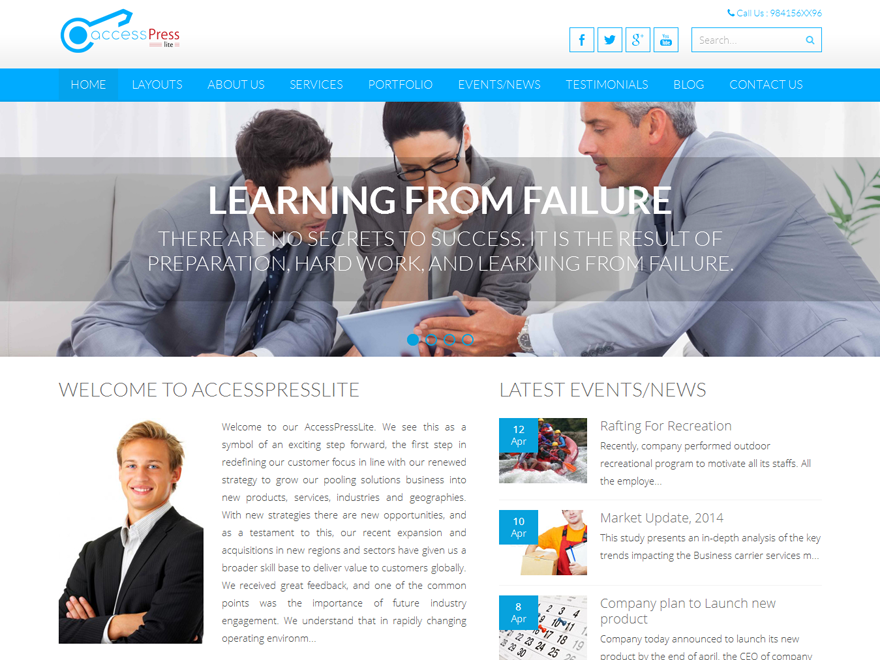 Call Us : 984156XX96
accessPress
lite
Search...
HOME LAYOUTS ABOUT US SERVICES PORTFOLIO EVENTS/NEWS TESTIMONIALS BLOG CONTACT US
LEARNING FROM FAILURE
THERE ARE NO SECRETS TO SUCCESS. IT IS THE RESULT OF
PREPARATION, HARD WORK, AND LEARNING FROM FAILURE.
WELCOME TO ACCESSPRESSLITE
Welcome to our AccessPressLite. We see this as a
symbol of an exciting step forward, the first step in
redefining our customer focus in line with our renewed
strategy to grow our pooling solutions business into
new products, services, industries and geographies.
With new strategies there are new opportunities, and
as a testament to this, our recent expansion and
acquisitions in new regions and sectors have given us a
broader skill base to deliver value to customers globally.
We received great feedback, and one of the common
points was the importance of future industry
engagement. We understand that in rapidly changing
operating environm...
LATEST EVENTS/NEWS
12
Apr
Rafting For Recreation
Recently, company performed outdoor
recreational program to motivate all its staffs. All
the employe...
10
Apr
Market Update, 2014
This study presents an in-depth analysis of the key
trends impacting the Business carrier services m...
8
Apr
Company plan to Launch new
product
Company today announced to launch its new
product by the end of april. the CEO of company